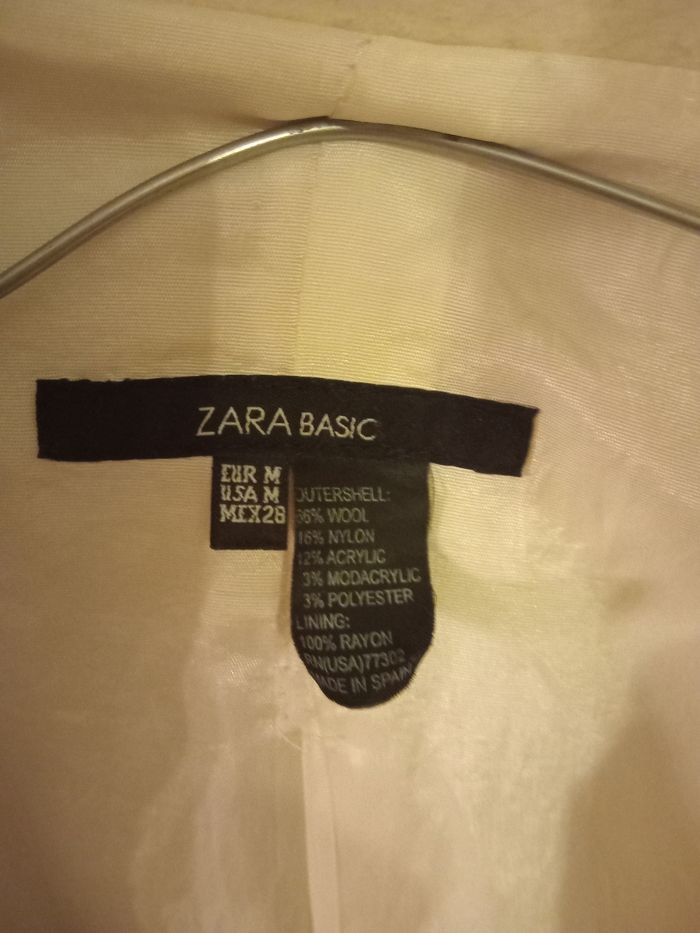 ZARA BASIC
EUR M
USA M
MEX28
OUTERSHELL:
66% WOOL
16% NYLON
12% ACRYLIC
3% MODACRYLIC
3% POLYESTER
LINING:
100% RAYON
RN(USA)77302
MADE IN SPAIN